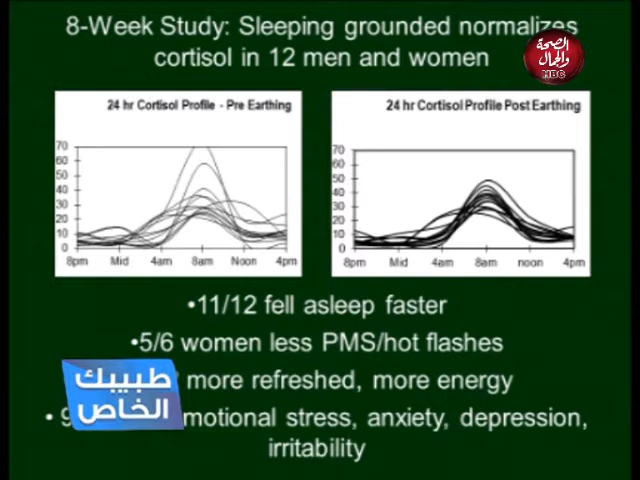 8-Week Study: Sleeping grounded normalizes
cortisol in 12 men and women
الصحة
والجمال
MBC
24 hr Cortisol Profile - Pre Earthing
70
60
50
40
30
20
10
0
8pm Mid 4am 8am Noon 4pm
24 hr Cortisol Profile Post Earthing
70
60
50
40
30
20
10
0
8pm Mid 4am 8am noon 4pm
•11/12 fell asleep faster
•5/6 women less PMS/hot flashes
more refreshed, more energy
• 9 motional stress, anxiety, depression,
irritability
طبيبك
الخاص